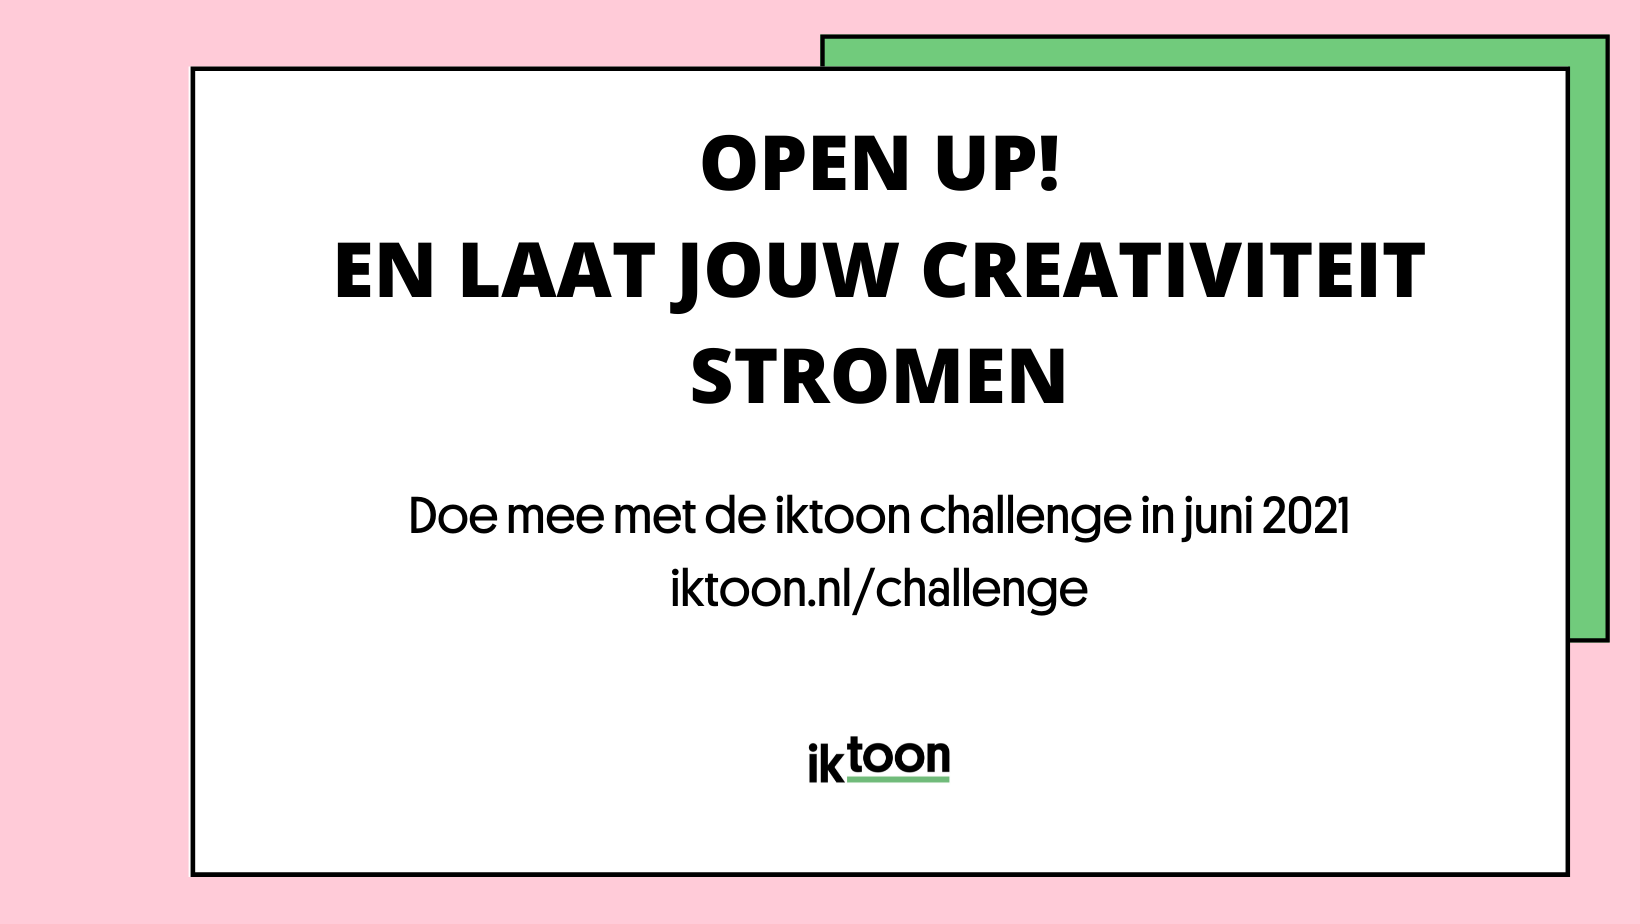 OPEN UP!
EN LAAT JOUW CREATIVITEIT
STROMEN
Doe mee met de iktoon challenge in juni 2021
iktoon.nl/challenge
iktoon